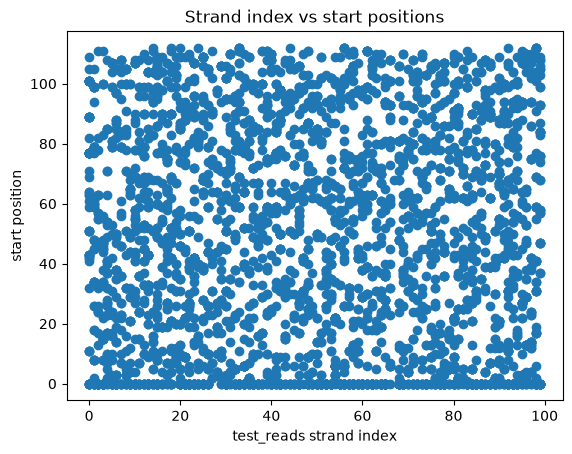 Strand index vs start positions
100
80
60
40
20
0
start position
0 20 40 60 80 100
test_reads strand index